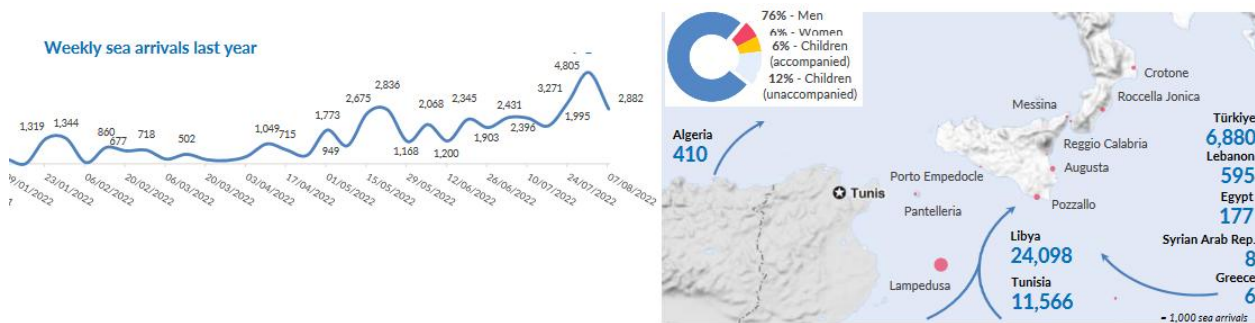 Weekly sea arrivals last year
1,319
1,344
860
677
718
502
1,049
715
1,773
949
2,675
2,836
1,168
2,068
1,200
2,345
1,903
2,431
2,396
3,271
4,805
1,995
2,882
23/01/2022
06/02/2022
20/02/2022
06/03/2022
20/03/2022
03/04/2022
17/04/2022
01/05/2022
15/05/2022
29/05/2022
12/06/2022
26/06/2022
10/07/2022
24/07/2022
07/08/2022
76% - Men
6% - Women
6% - Children
(accompanied)
12% - Children
(unaccompanied)
Crotone
Roccella Jonica
Messina
Reggio Calabria
Augusta
Porto Empedocle
Pozzallo
Pantelleria
Tunis
Lampedusa
Algeria
410
Libya
24,098
Tunisia
11,566
Türkiye
6,880
Lebanon
595
Egypt
177
Syrian Arab Rep.
8
Greece
6
= 1,000 sea arrivals